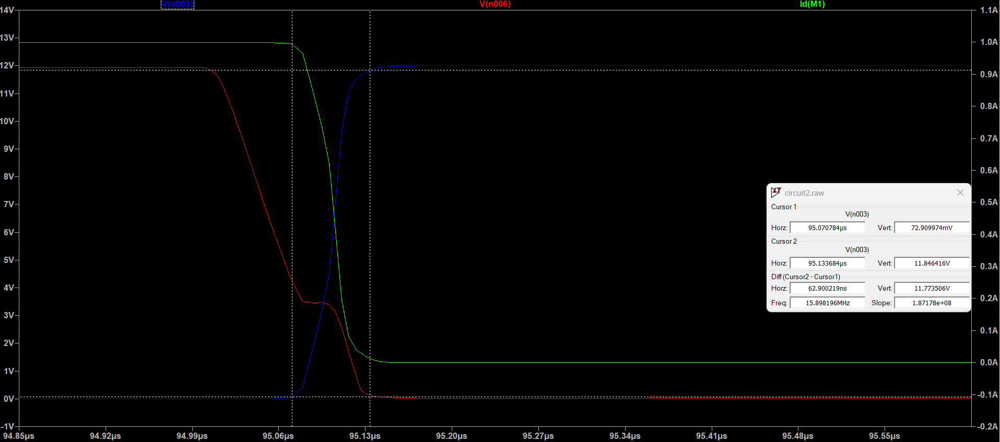 V(n003) V(n006) Id(M1)
14V 1.1A
13V 1.0A
12V 0.9A
11V 0.8A
10V 0.7A
9V 0.6A
8V 0.5A
7V 0.4A
6V 0.3A
5V 0.2A
4V 0.1A
3V 0.0A
2V -0.1A
1V -0.2A
0V
-1V
94.85µs 94.92µs 94.99µs 95.06µs 95.13µs 95.20µs 95.27µs 95.34µs 95.41µs 95.48µs 95.55µs
circuit2.raw
Cursor 1
V(n003)
Horz: 95.070784µs Vert: 72.909974mV
Cursor 2
V(n003)
Horz: 95.133684µs Vert: 11.846416V
Diff (Cursor2 - Cursor1)
Horz: 62.900219ns Vert: 11.773506V
Freq: 15.898196MHz Slope: 1.87178e+08